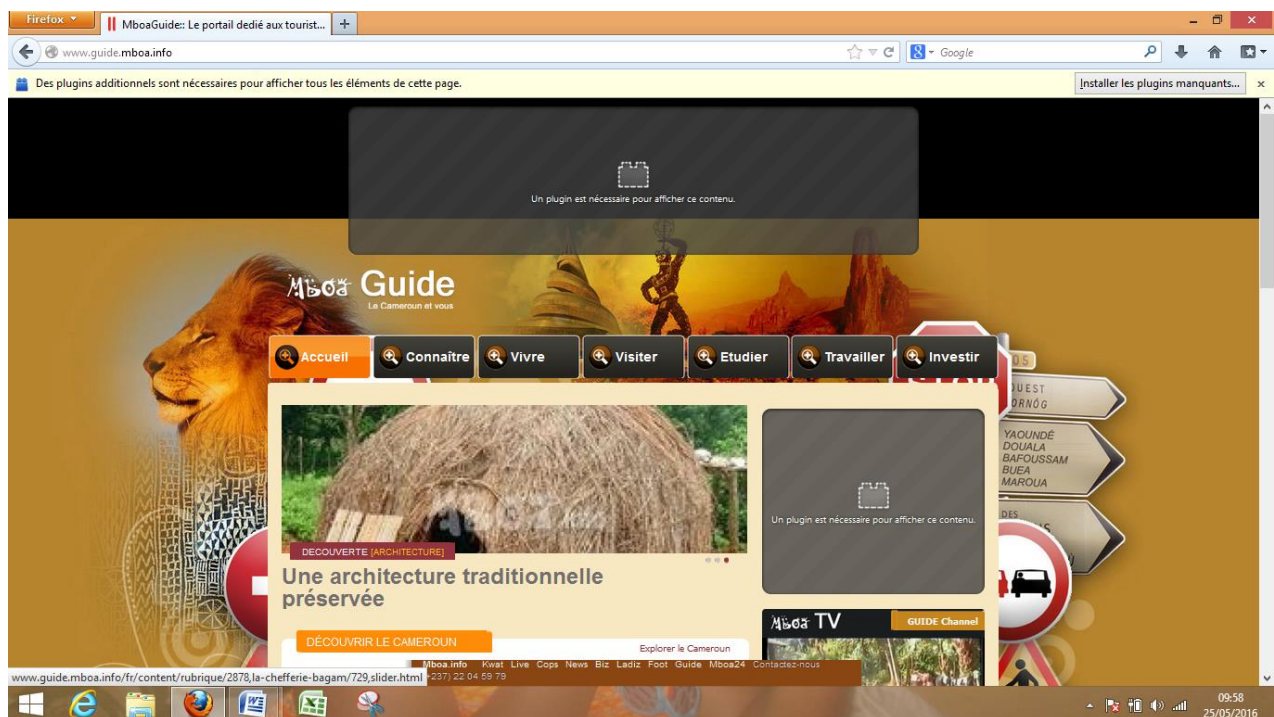 Firefox
MboaGuide:: Le portail dedié aux tourist...
www.guide.mboa.info
Google
Des plugins additionnels sont nécessaires pour afficher tous les éléments de cette page.
Installer les plugins manquants...
Un plugin est nécessaire pour afficher ce contenu.
Mboa Guide
Le Cameroun et vous
Accueil
Connaître
Vivre
Visiter
Etudier
Travailler
Investir
OUEST
YAOUNDÉ
DOUALA
BAFOUSSAM
BUEA
MAROUA
DES
Un plugin est nécessaire pour afficher ce contenu.
DECOUVERTE [ARCHITECTURE]
Une architecture traditionnelle
préservée
Mboa TV
GUIDE Channel
DÉCOUVRIR LE CAMEROUN
Explorer le Cameroun
Mboa.info Kwat Live Cops News Biz Ladiz Foot Guide Mboa24 Contactez-nous
+237) 22 04 59 79
www.guide.mboa.info/fr/content/rubrique/2878,la-chefferie-bagam/729,slider.html
09:58
25/05/2016